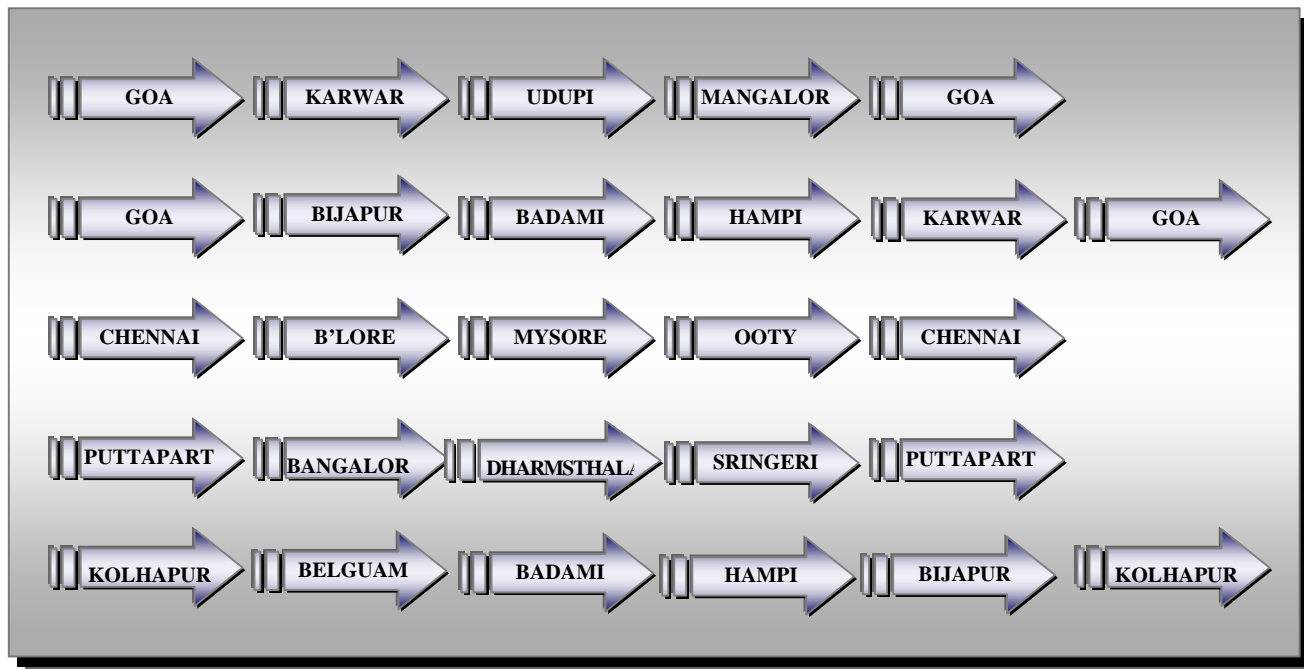 GOA KARWAR UDUPI MANGALOR GOA
GOA BIJAPUR BADAMI HAMPI KARWAR GOA
CHENNAI B'LORE MYSORE OOTY CHENNAI
PUTTAPART BANGALOR DHARMSTHALA SRINGERI PUTTAPART
KOLHAPUR BELGUAM BADAMI HAMPI BIJAPUR KOLHAPUR